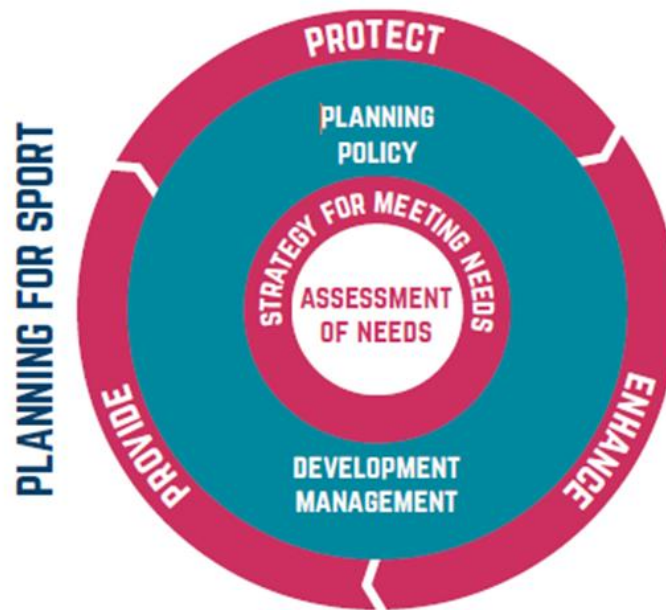 PLANNING FOR SPORT
PROTECT
PLANNING
POLICY
STRATEGY FOR MEETING NEEDS
ASSESSMENT
OF NEEDS
DEVELOPMENT
MANAGEMENT
PROVIDE
ENHANCE